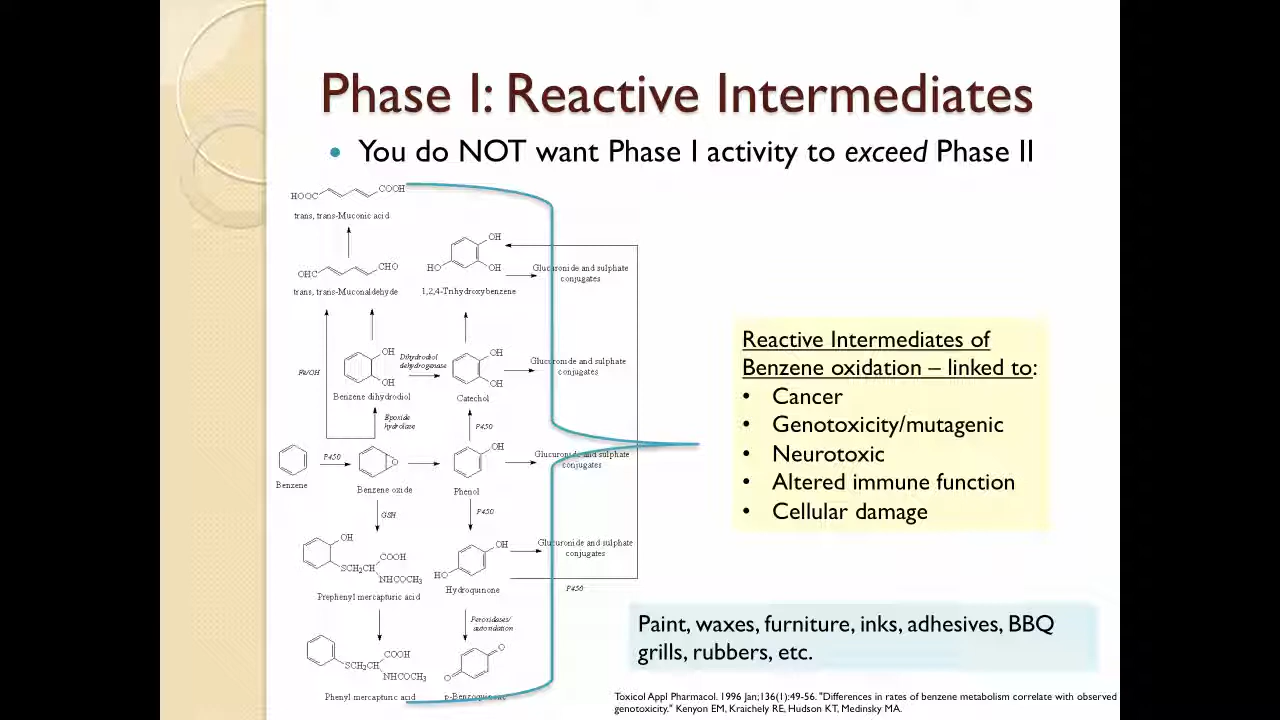 Phase I: Reactive Intermediates
• You do NOT want Phase I activity to exceed Phase II
HOOC
COOH
trans, trans-Muconic acid
OHC
CHO
trans, trans-Muconaldehyde
OH
HO
OH
1,2,4-Trihydroxybenzene
Glucuronide and sulphate
conjugates
Fe/OH
OH
OH
Benzene dihydrodiol
Dihydrodiol
dehydrogenase
OH
OH
Catechol
Glucuronide and sulphate
conjugates
Epoxide
hydrolase
P450
Benzene
P450
O
Benzene oxide
OH
Phenol
Glucuronide and sulphate
conjugates
GSH
P450
OH
COOH
SCH₂CH
NHCOCH₃
Prephenyl mercapturic acid
OH
HO
Hydroquinone
Glucuronide and sulphate
conjugates
P450
Peroxidases/
autoxidation
COOH
SCH₂CH
NHCOCH₃
Phenyl mercapturic acid
O
O
p-Benzoquinone
Reactive Intermediates of
Benzene oxidation – linked to:
• Cancer
• Genotoxicity/mutagenic
• Neurotoxic
• Altered immune function
• Cellular damage
Paint, waxes, furniture, inks, adhesives, BBQ
grills, rubbers, etc.
Toxicol Appl Pharmacol. 1996 Jan;136(1):49-56. "Differences in rates of benzene metabolism correlate with observed
genotoxicity." Kenyon EM, Kraichely RE, Hudson KT, Medinsky MA.